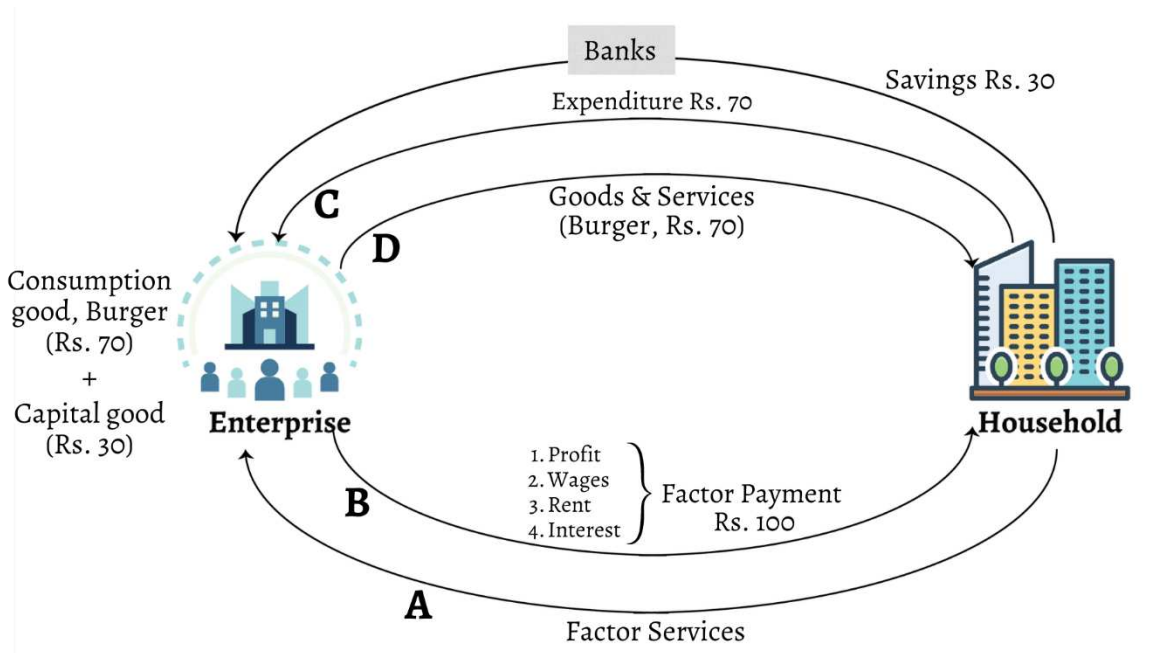 Banks
Savings Rs. 30
Expenditure Rs. 70
Goods & Services
(Burger, Rs. 70)
C
D
Consumption
good, Burger
(Rs. 70)
+
Capital good
(Rs. 30)
Enterprise
Household
1. Profit
2. Wages
3. Rent
4. Interest
Factor Payment
Rs. 100
B
A
Factor Services